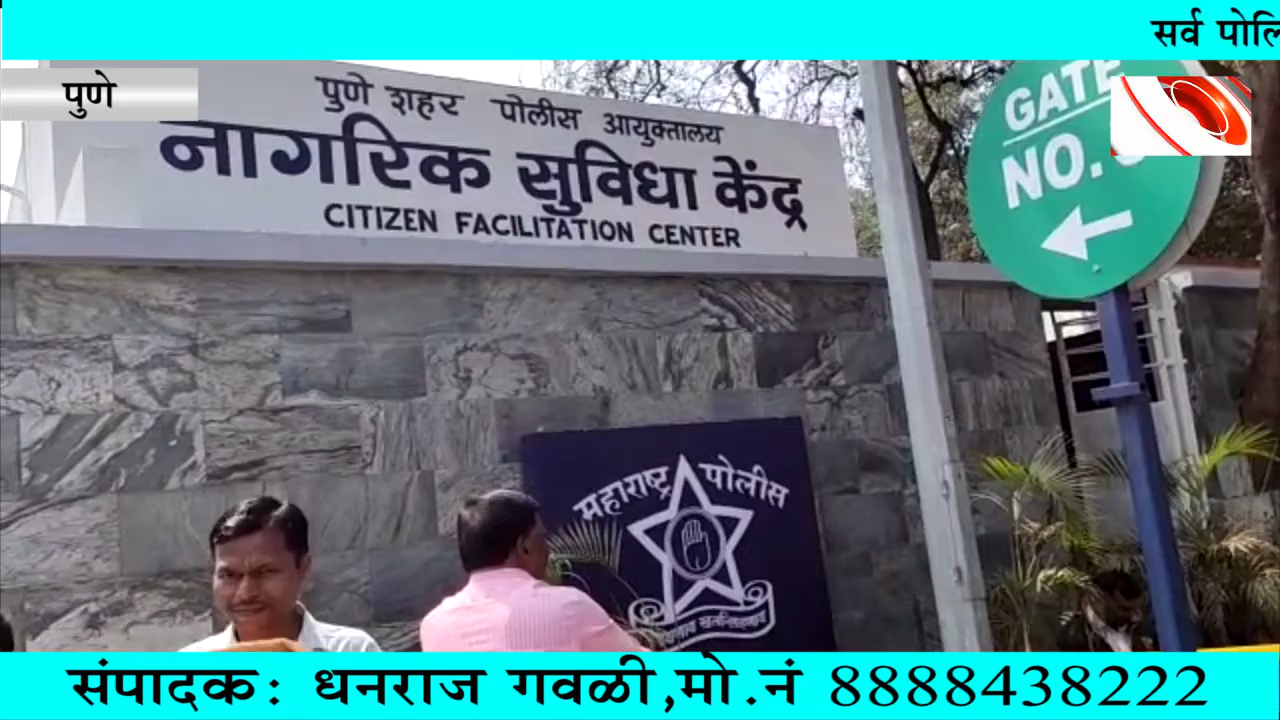 सर्व
पुणे
पुणे शहर पोलीस आयुक्तालय
नागरिक सुविधा केंद्र
CITIZEN FACILITATION CENTER
GATE
NO.
महाराष्ट्र पोलीस
संपादक: धनराज गवळी,मो.नं 8888438222